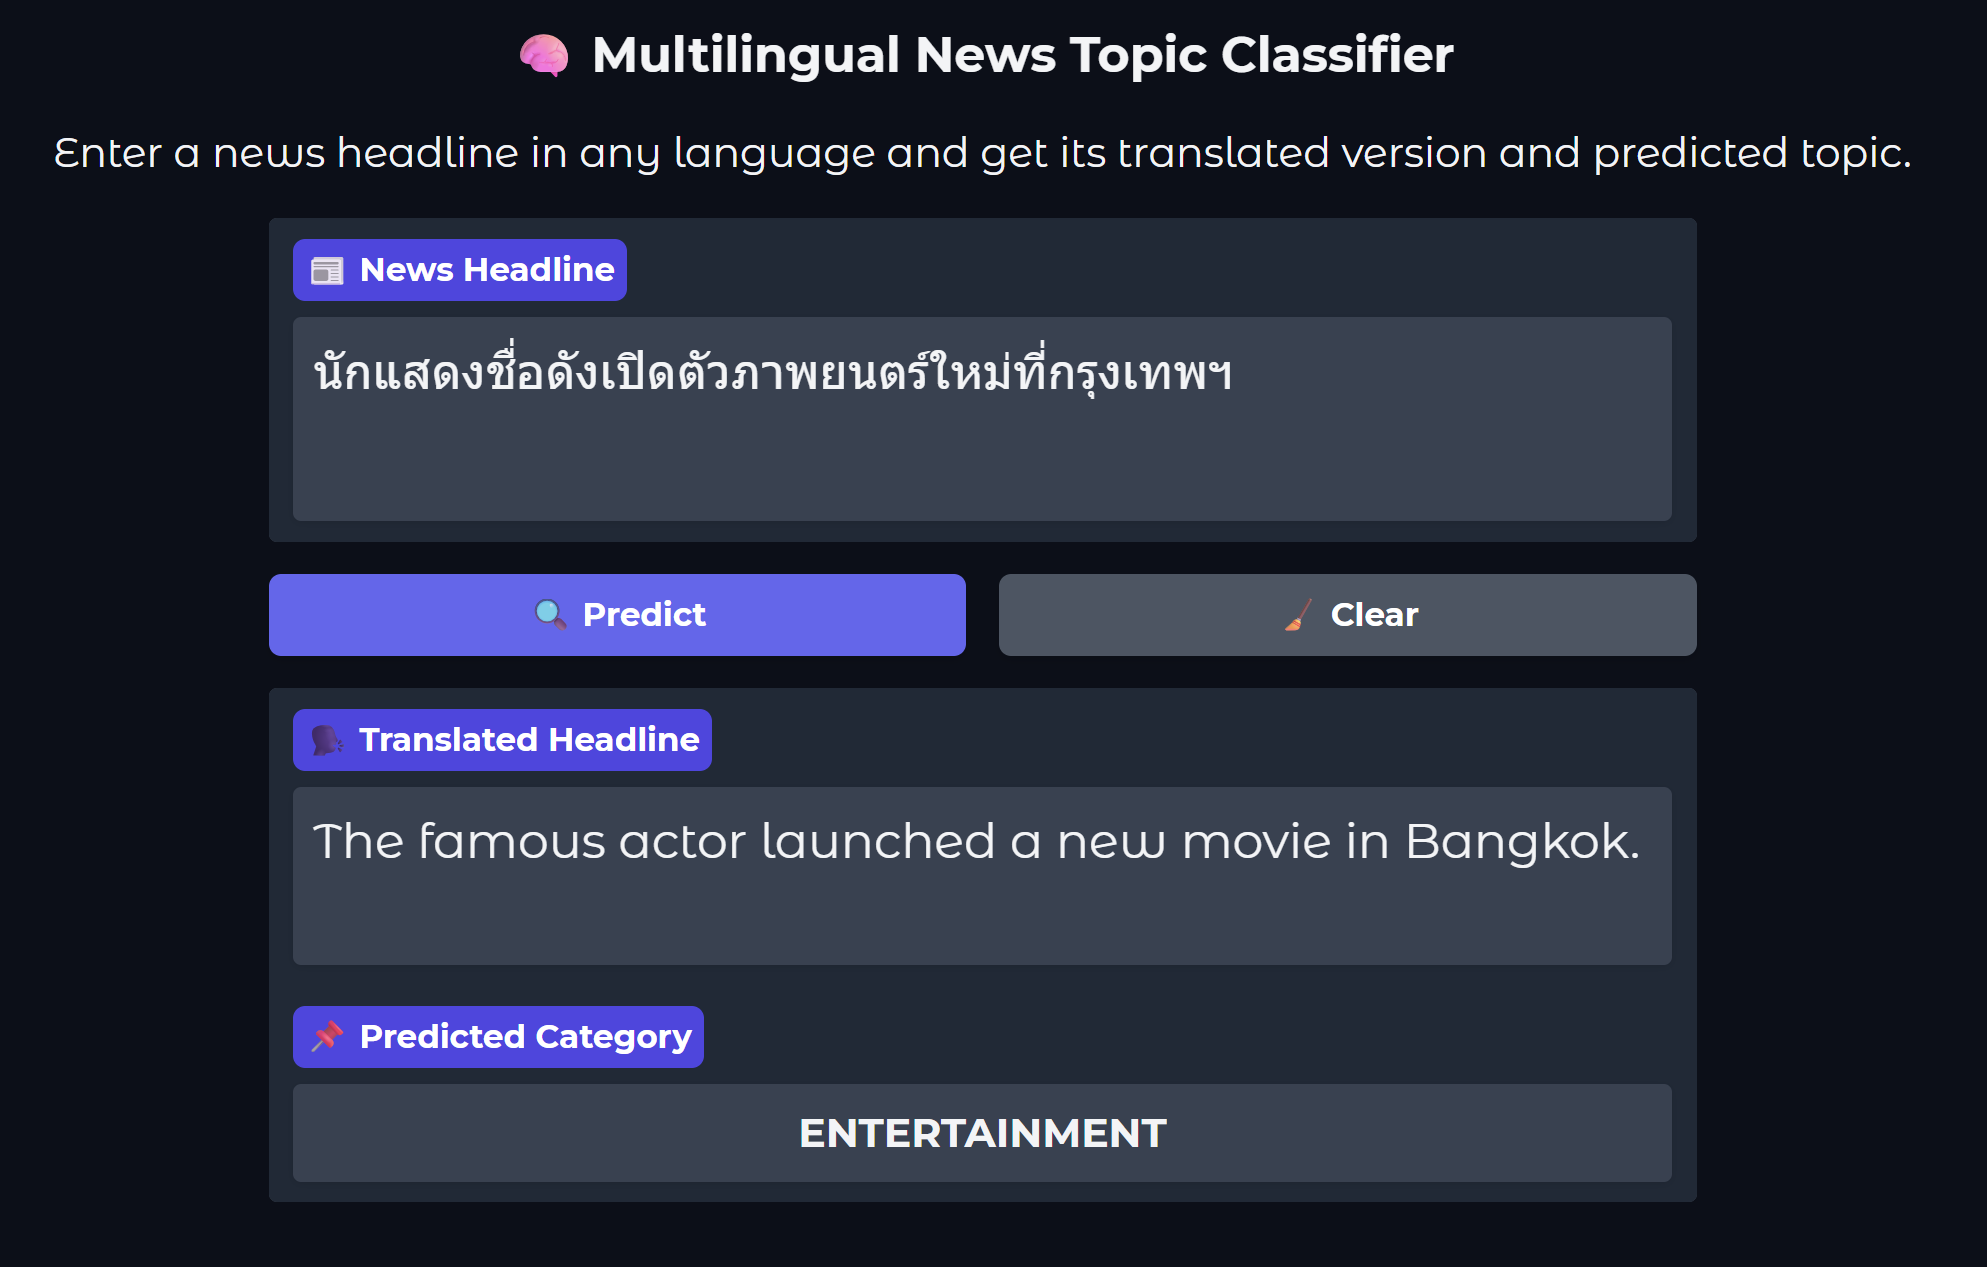 🧠 Multilingual News Topic Classifier
Enter a news headline in any language and get its translated version and predicted topic.
📰 News Headline
นักแสดงชื่อดังเปิดตัวภาพยนตร์ใหม่ที่กรุงเทพฯ
🔍 Predict
🧹 Clear
🗣️ Translated Headline
The famous actor launched a new movie in Bangkok.
📌 Predicted Category
ENTERTAINMENT